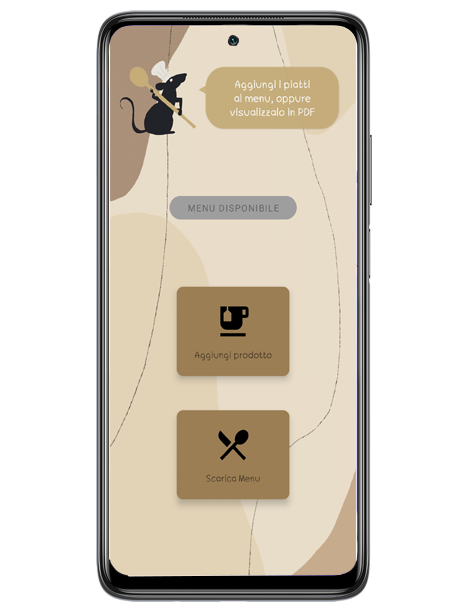 Aggiungi i piatti
al menu, oppure
visualizzalo in PDF
MENU DISPONIBILE
Aggiungi prodotto
Scarica Menu